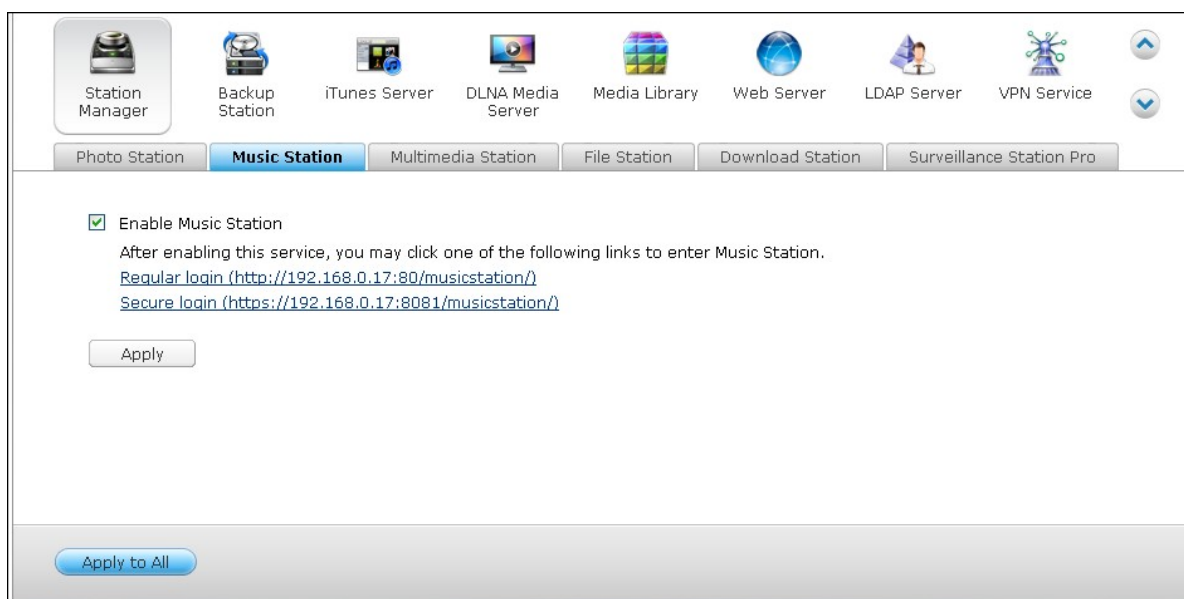 Station Manager
Backup Station
iTunes Server
DLNA Media Server
Media Library
Web Server
LDAP Server
VPN Service
Photo Station
Music Station
Multimedia Station
File Station
Download Station
Surveillance Station Pro
Enable Music Station
After enabling this service, you may click one of the following links to enter Music Station.
Regular login (http://192.168.0.17:80/musicstation/)
Secure login (https://192.168.0.17:8081/musicstation/)
Apply
Apply to All